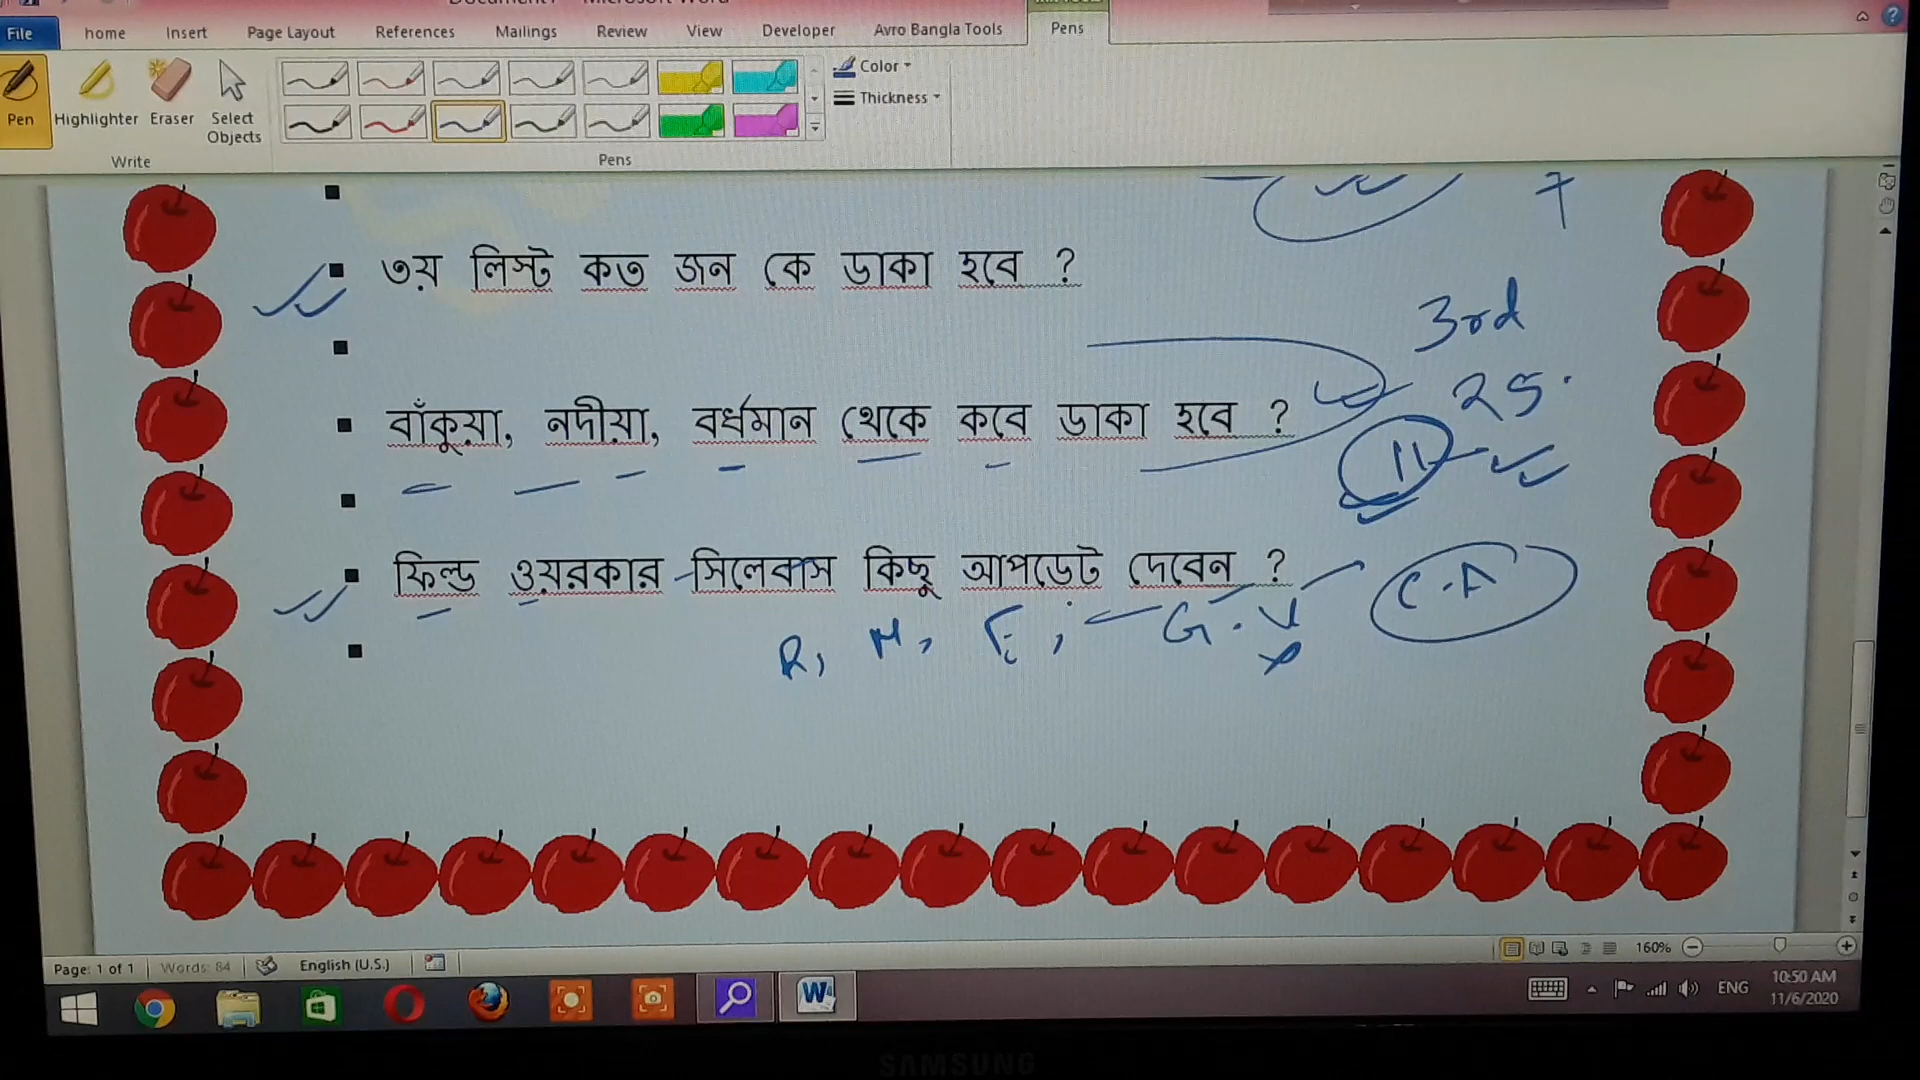 File home Insert Page Layout References Mailings Review View Developer Avro Bangla Tools Pens
Pen Highlighter Eraser Select Objects Color Thickness
Write Pens
৩য় লিস্ট কত জন কে ডাকা হবে ?
3rd
25
বাঁকুয়া, নদীয়া, বর্ধমান থেকে কবে ডাকা হবে ?
11
ফিল্ড ওয়রকার সিলেবাস কিছু আপডেট দেবেন ?
C.A
R, M, E, G.
Page: 1 of 1 Words: 84 English (U.S.) 160%
ENG 10:50 AM
11/6/2020
SAMSUNG